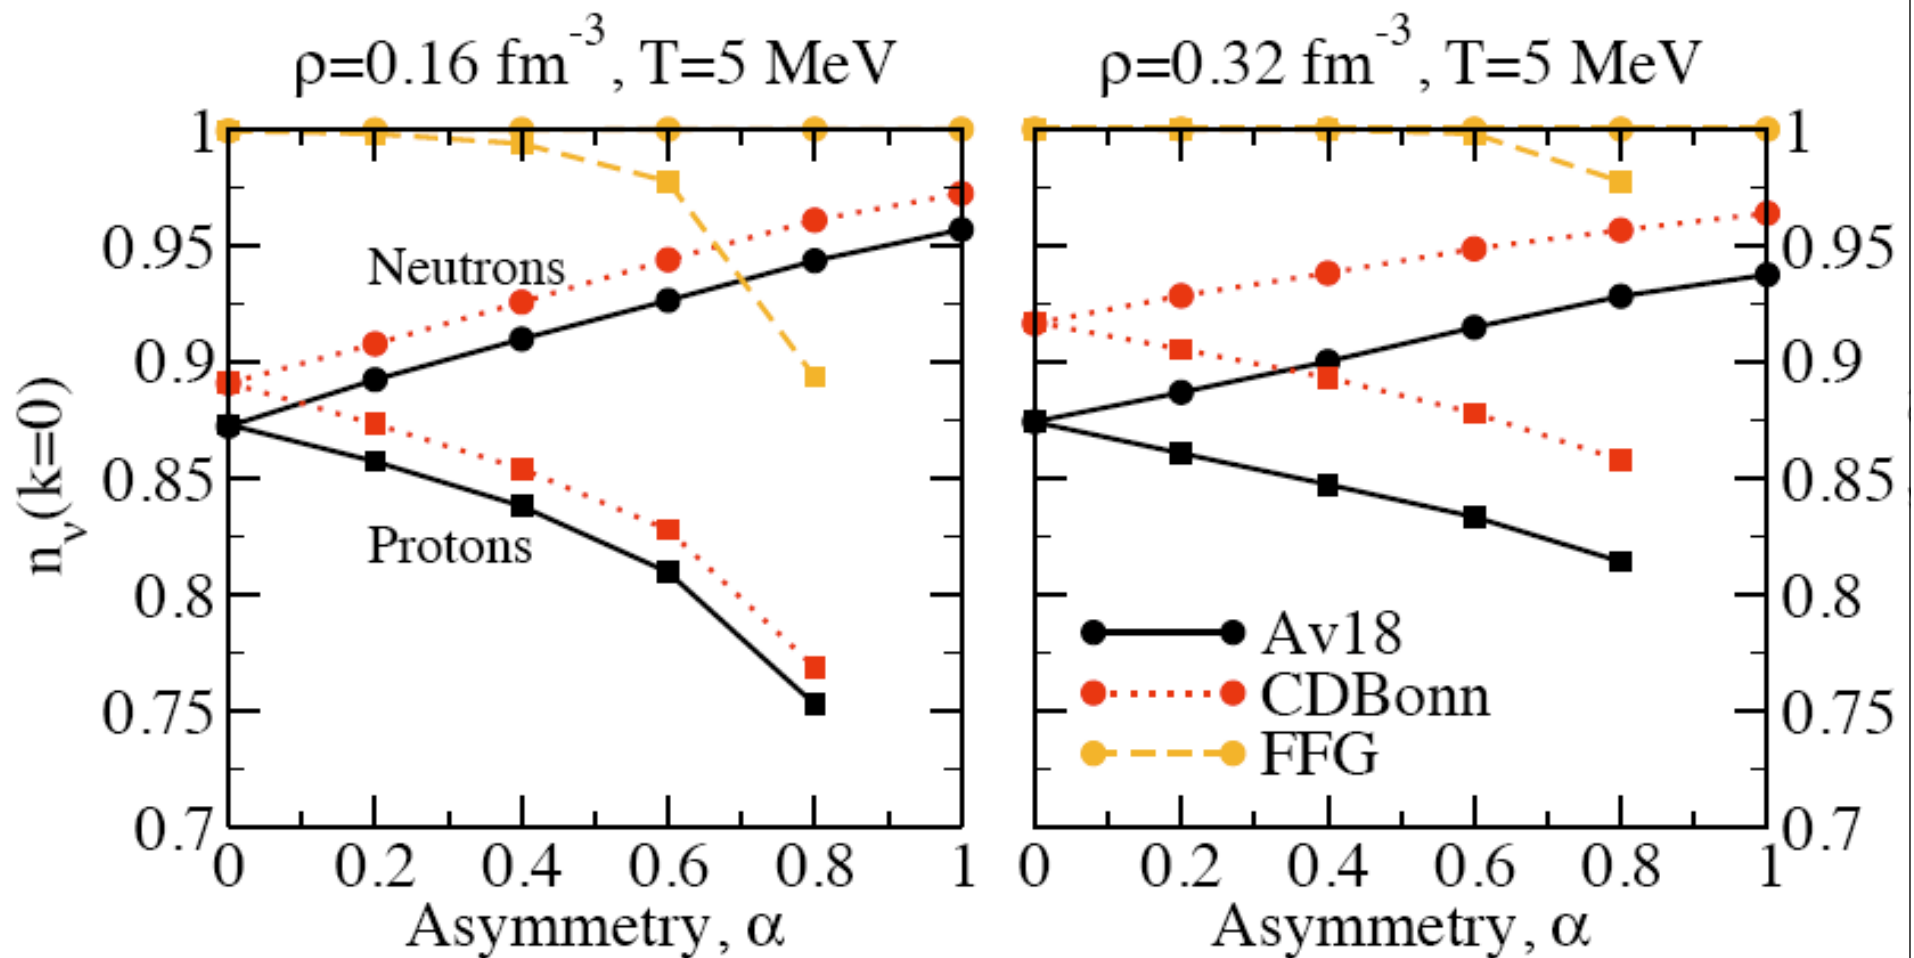 ρ=0.16 fm⁻³, T=5 MeV
ρ=0.32 fm⁻³, T=5 MeV
n_ν(k=0)
1
0.95
0.9
0.85
0.8
0.75
0.7
Neutrons
Protons
0 0.2 0.4 0.6 0.8 1
Asymmetry, α
Av18
CDBonn
FFG
1
0.95
0.9
0.85
0.8
0.75
0.7
0 0.2 0.4 0.6 0.8 1
Asymmetry, α